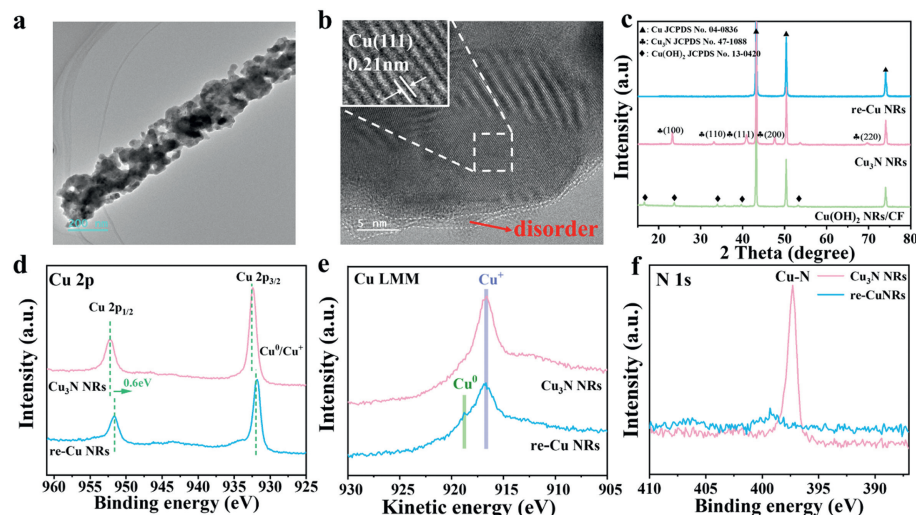 a
200 nm
b
Cu(111)
0.21nm
5 nm
disorder
c
Intensity (a.u)
▲: Cu JCPDS No. 04-0836
♣: Cu₃N JCPDS No. 47-1088
◆: Cu(OH)₂ JCPDS No. 13-0420
re-Cu NRs
♣(100)
♣(110)
♣(111)
♣(200)
♣(220)
Cu₃N NRs
Cu(OH)₂ NRs/CF
20 30 40 50 60 70 80
2 Theta (degree)
d
Cu 2p
Intensity (a.u.)
Cu 2p₃/₂
Cu 2p₁/₂
Cu⁰/Cu⁺
0.6eV
Cu₃N NRs
re-Cu NRs
960 955 950 945 940 935 930 925
Binding energy (eV)
e
Cu LMM
Intensity (a.u.)
Cu⁺
Cu₃N NRs
Cu⁰
re-Cu NRs
930 925 920 915 910 905
Kinetic energy (eV)
f
N 1s
Intensity (a.u.)
Cu-N
Cu₃N NRs
re-CuNRs
410 405 400 395 390
Binding energy (eV)